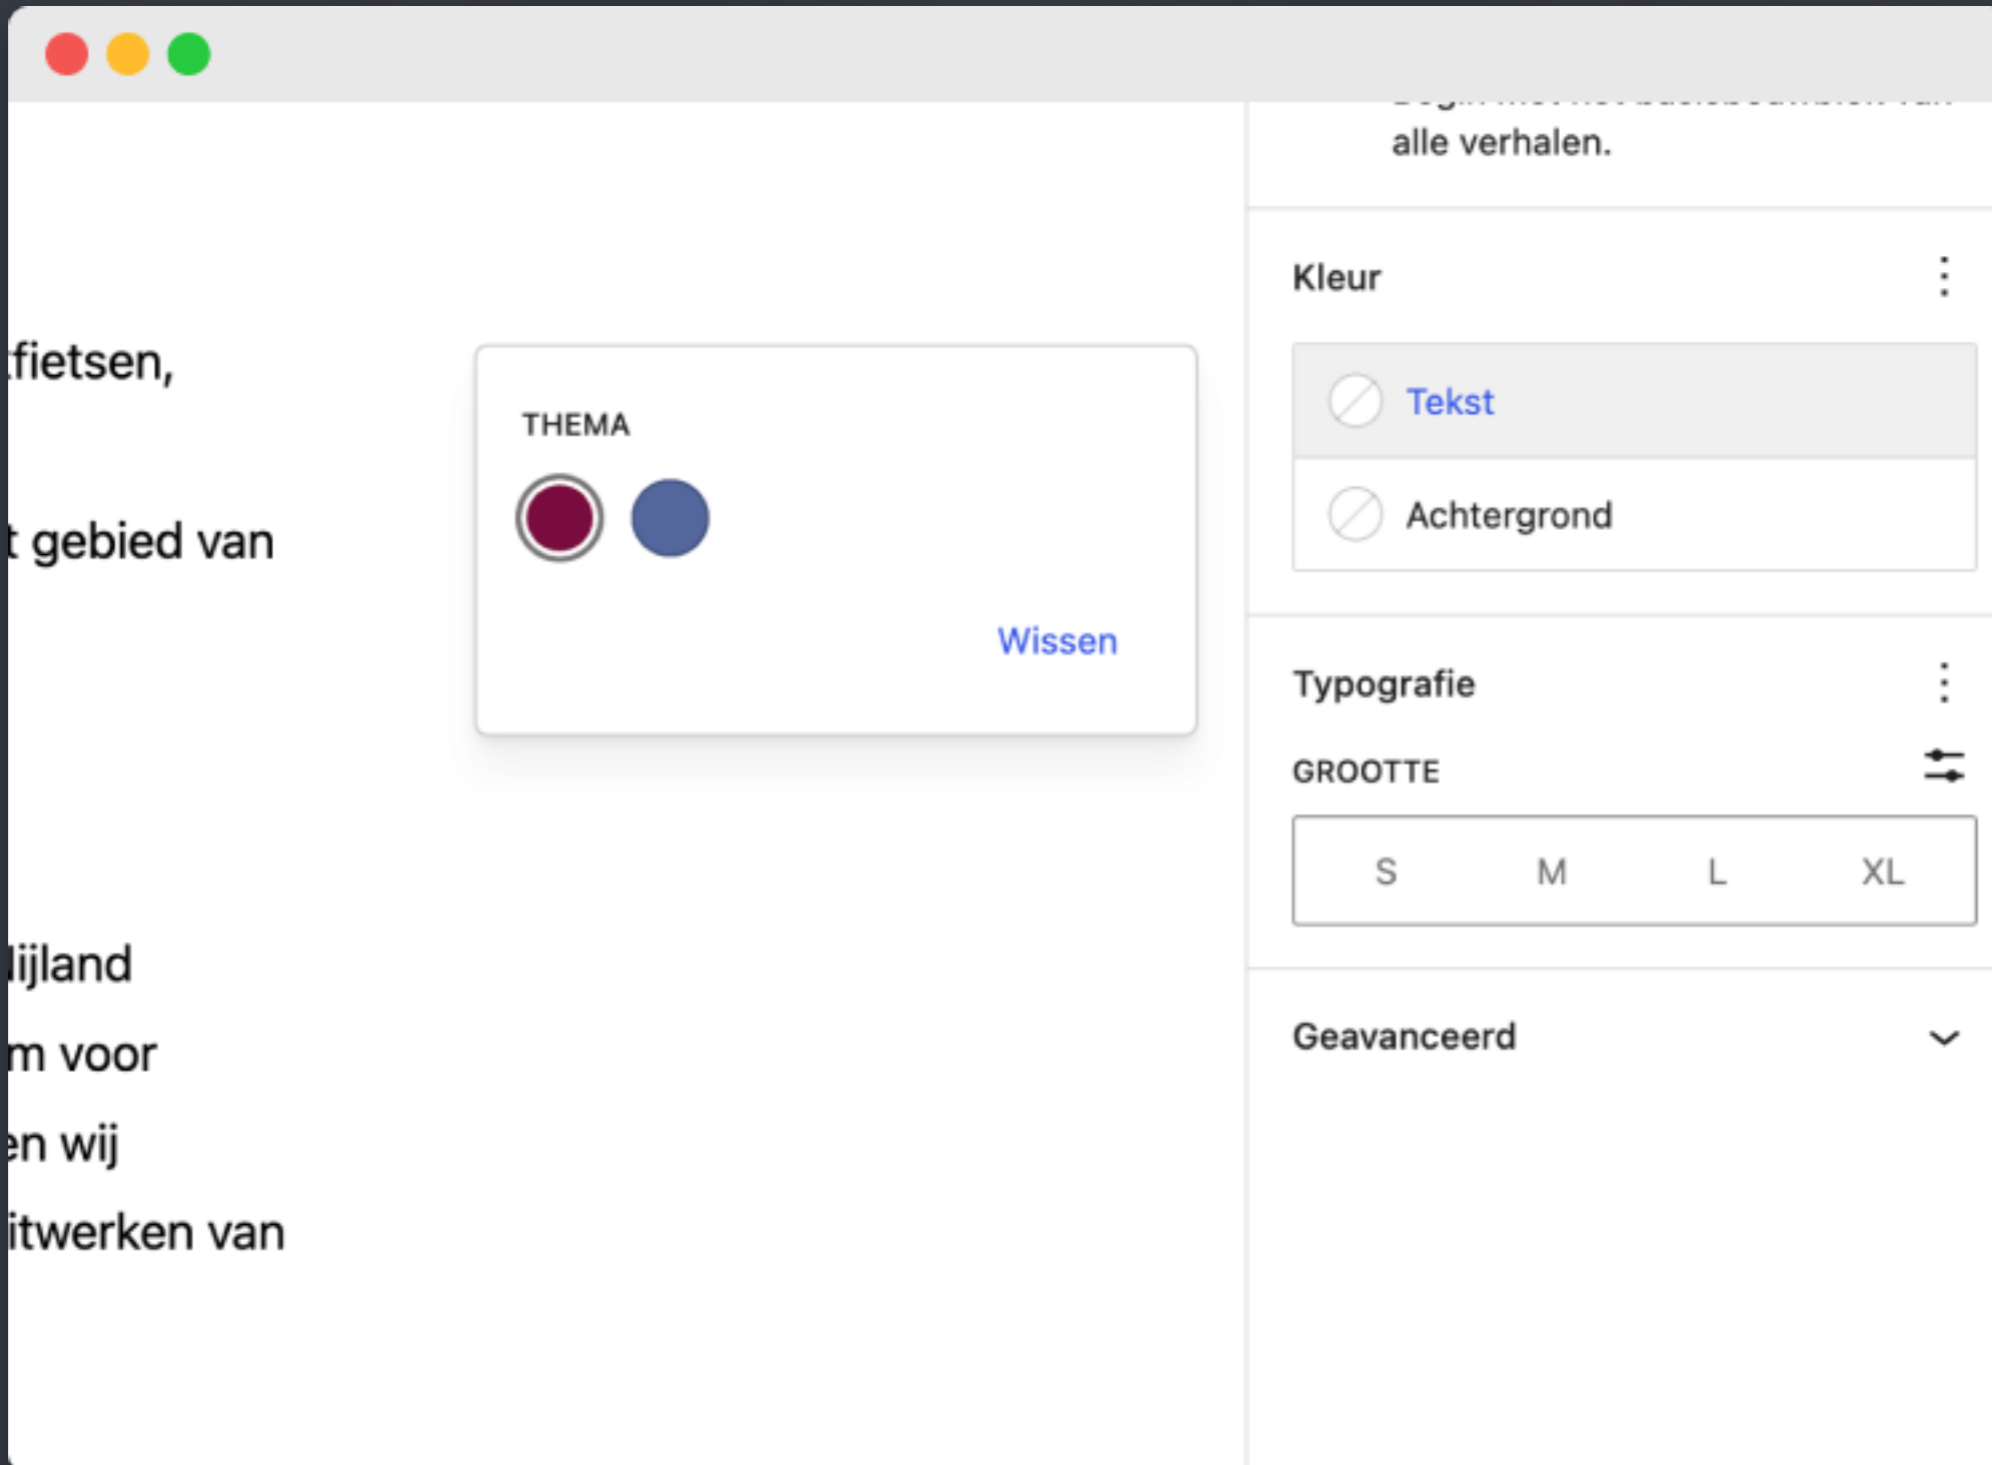 alle verhalen.
Kleur
fietsen,
Tekst
THEMA
Achtergrond
t gebied van
Wissen
Typografie
GROOTTE
S M L XL
lijland
Geavanceerd
m voor
en wij
itwerken van